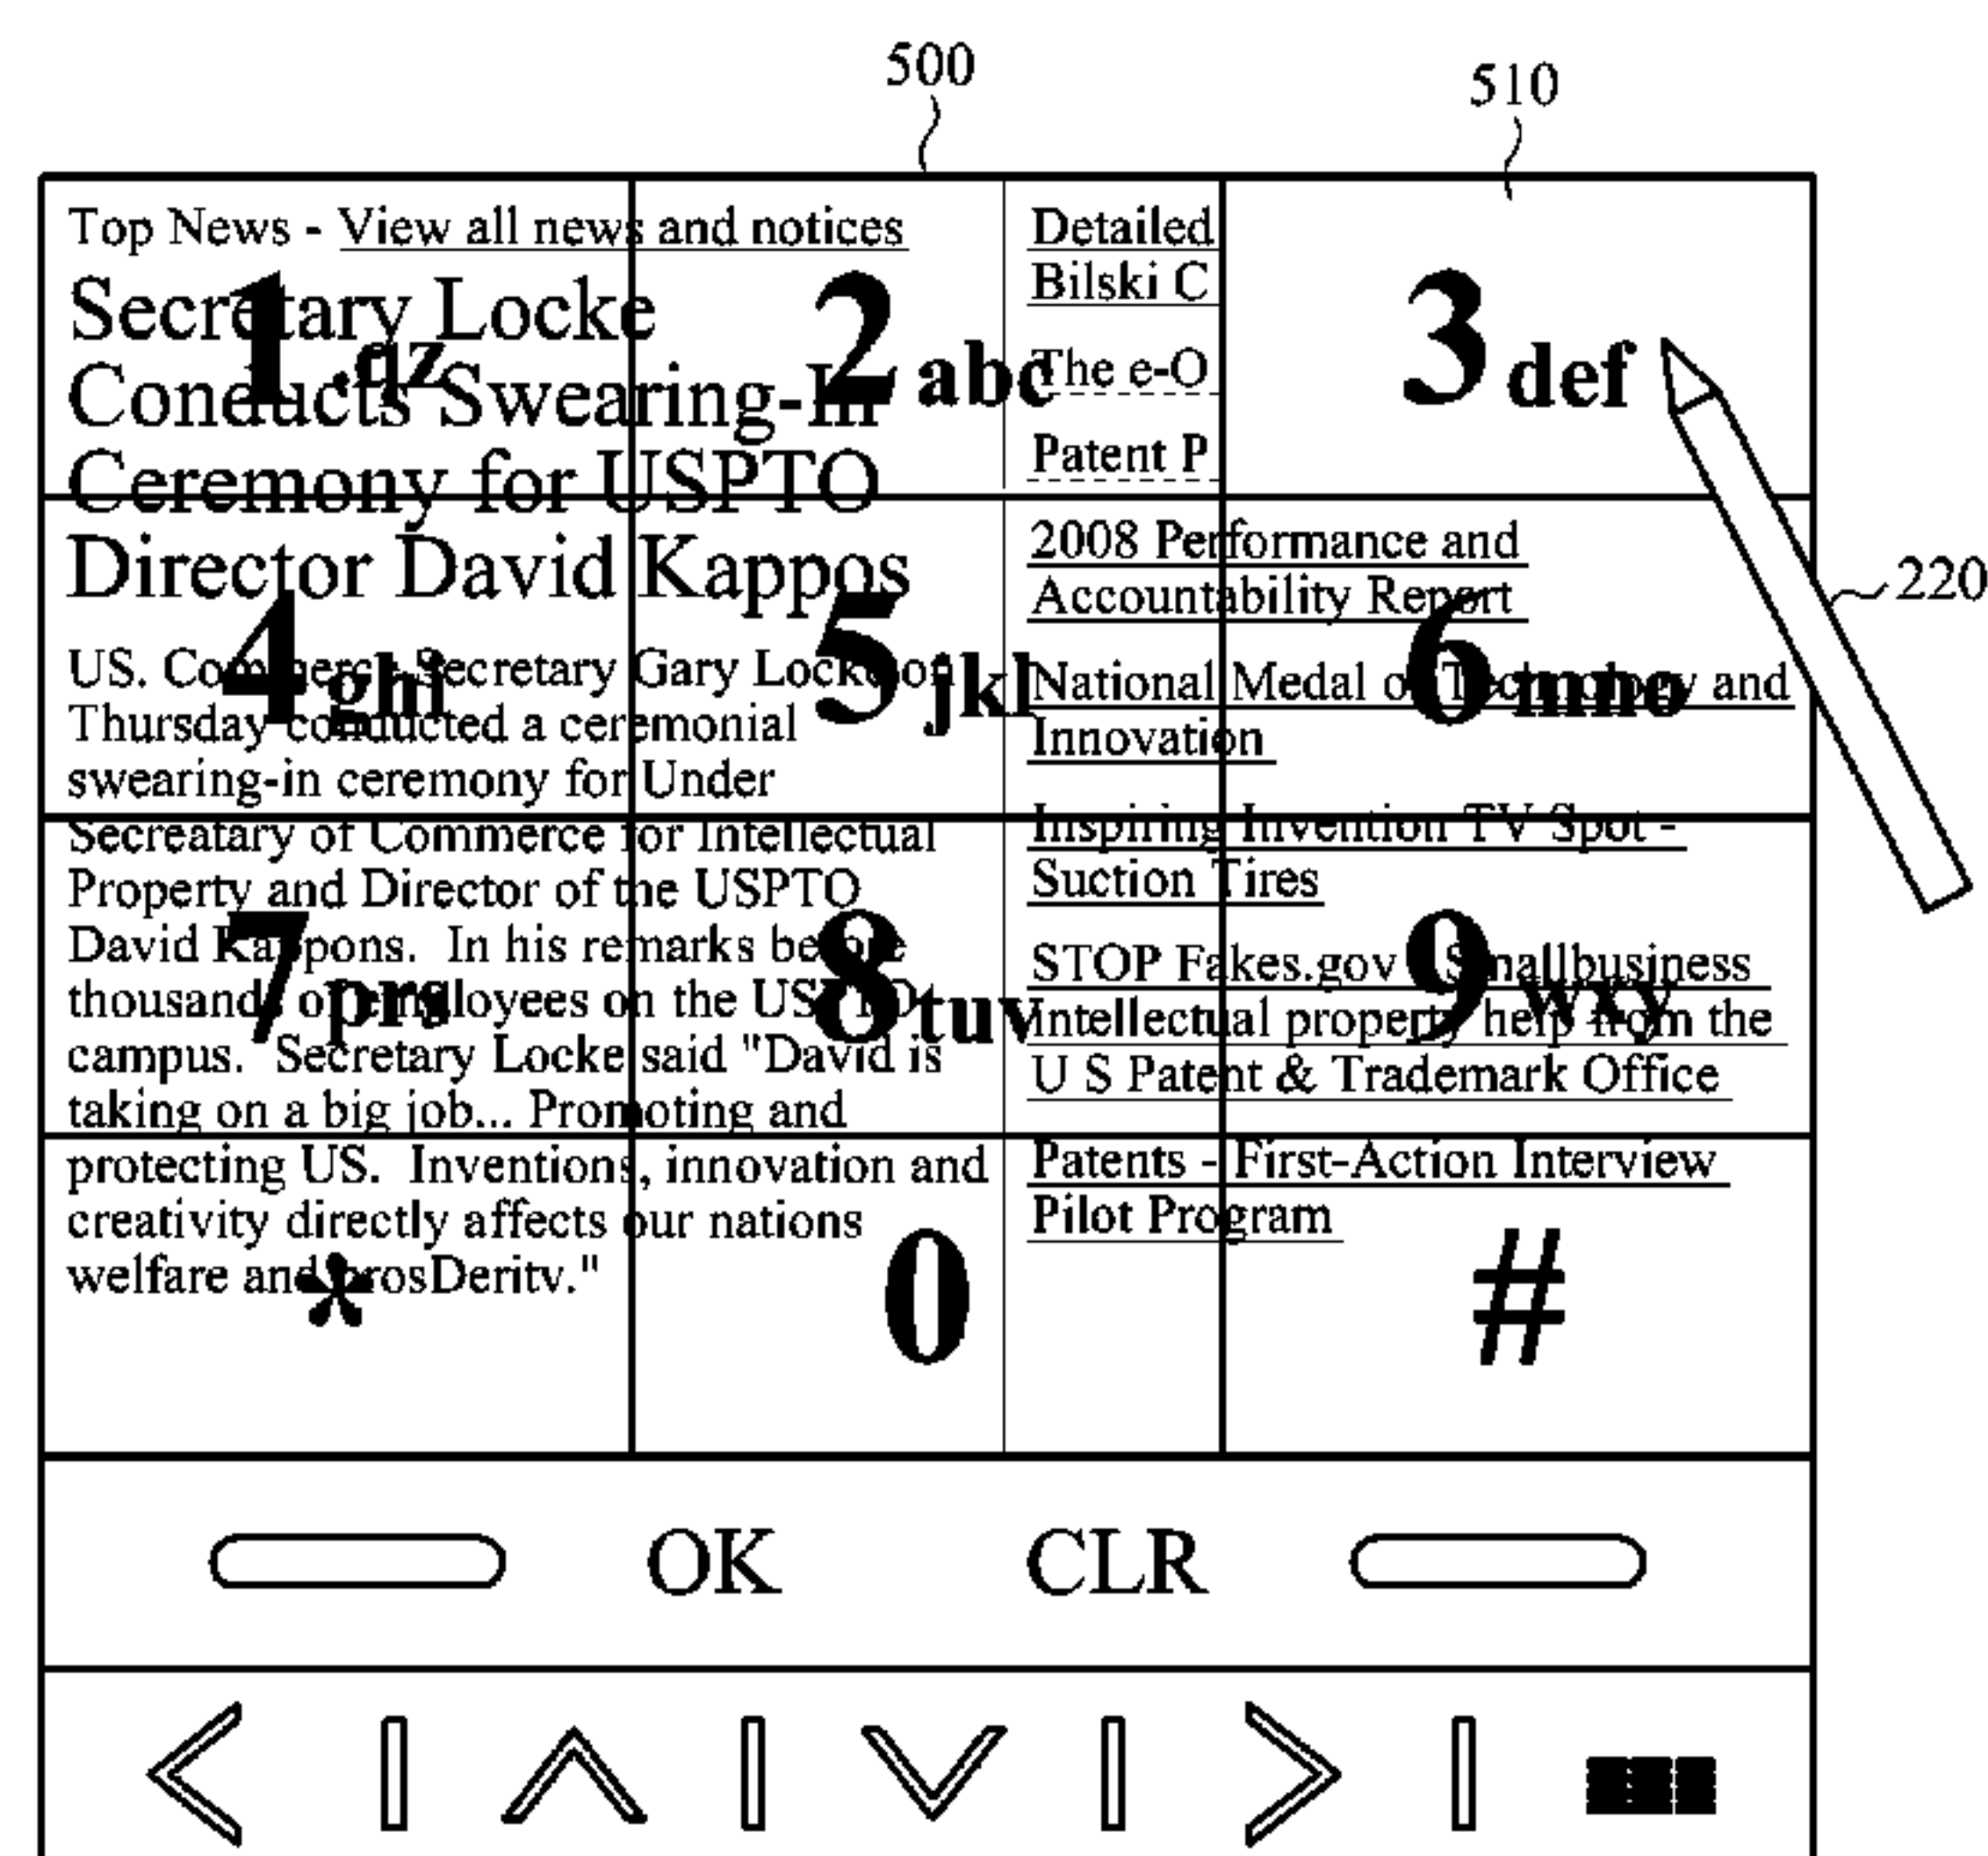 500
510
Top News - View all news and notices
Secretary Locke
Conducts Swearing-In
Ceremony for USPTO
Director David Kappos
US. Commerce Secretary Gary Locke on
Thursday conducted a ceremonial
swearing-in ceremony for Under
Secreatary of Commerce for Intellectual
Property and Director of the USPTO
David Kappons. In his remarks before
thousands of employees on the USPTO
campus. Secretary Locke said "David is
taking on a big job... Promoting and
protecting US. Inventions, innovation and
creativity directly affects our nations
welfare and prosDeritv."
Detailed
Bilski C
The e-O
Patent P
2008 Performance and
Accountability Report
National Medal of Technology and
Innovation
Inspiring Invention TV Spot -
Suction Tires
STOP Fakes.gov Smallbusiness
intellectual property help from the
U S Patent & Trademark Office
Patents - First-Action Interview
Pilot Program
1 .qz
2 abc
3 def
220
4 ghi
5 jkl
6 mno
7 prs
8 tuv
9 wxy
*
0
#
OK
CLR